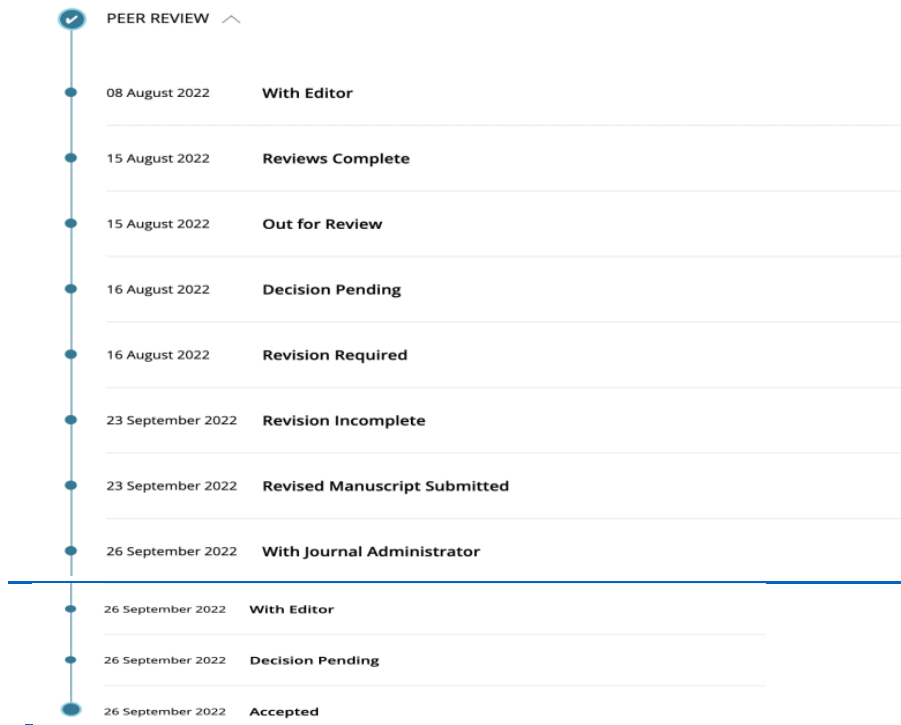 PEER REVIEW
08 August 2022 With Editor
15 August 2022 Reviews Complete
15 August 2022 Out for Review
16 August 2022 Decision Pending
16 August 2022 Revision Required
23 September 2022 Revision Incomplete
23 September 2022 Revised Manuscript Submitted
26 September 2022 With Journal Administrator
26 September 2022 With Editor
26 September 2022 Decision Pending
26 September 2022 Accepted